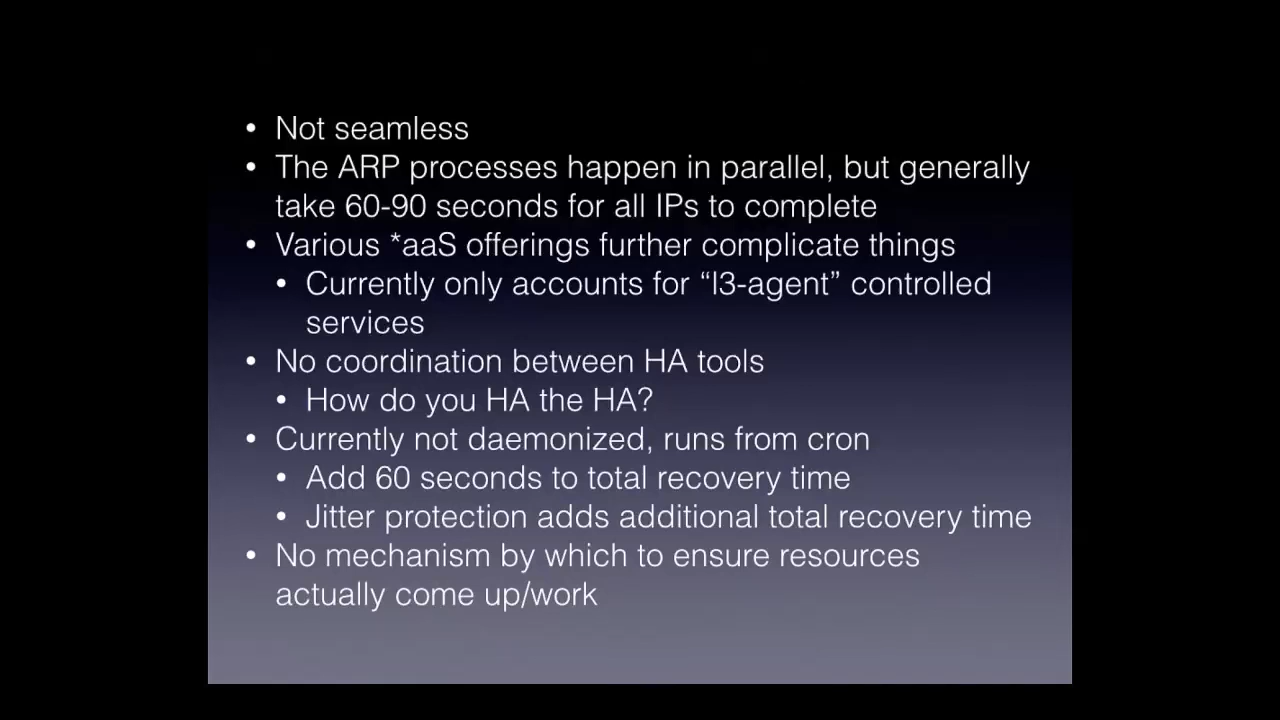 • Not seamless
• The ARP processes happen in parallel, but generally
take 60-90 seconds for all IPs to complete
• Various *aaS offerings further complicate things
• Currently only accounts for “l3-agent” controlled
services
• No coordination between HA tools
• How do you HA the HA?
• Currently not daemonized, runs from cron
• Add 60 seconds to total recovery time
• Jitter protection adds additional total recovery time
• No mechanism by which to ensure resources
actually come up/work